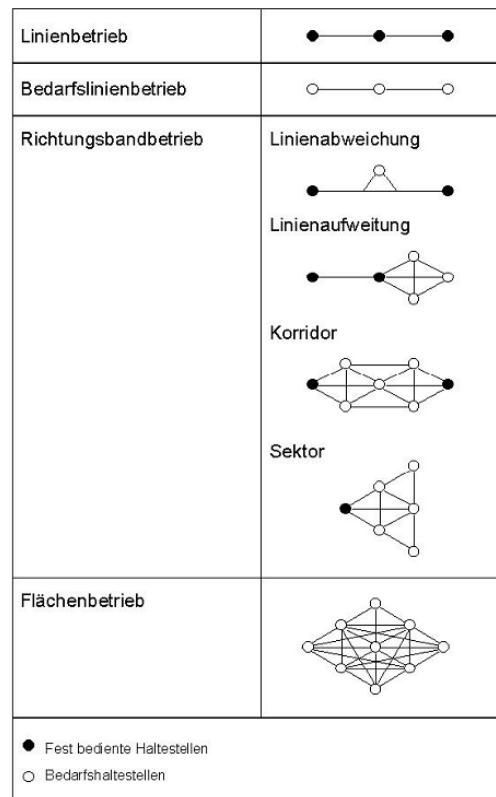 Linienbetrieb
Bedarfslinienbetrieb
Richtungsbandbetrieb
Linienabweichung
Linienaufweitung
Korridor
Sektor
Flächenbetrieb
Fest bediente Haltestellen
Bedarfshaltestellen